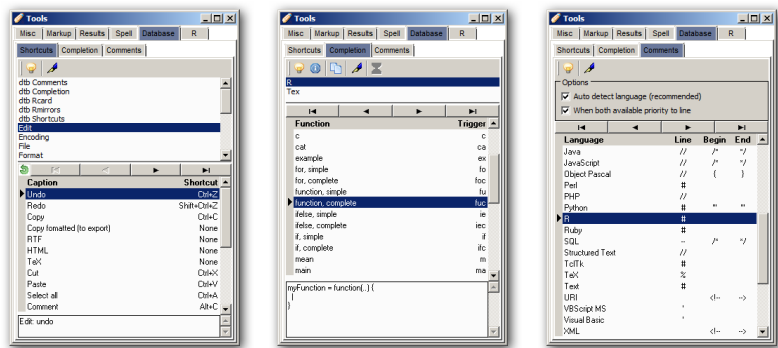 Tools
Misc Markup Results Spell Database R
Shortcuts Completion Comments
dtb Comments
dtb Completion
dtb Rcard
dtb Rmirrors
dtb Shortcuts
Edit
Encoding
File
Format
Caption Shortcut
Undo Ctrl+Z
Redo Shift+Ctrl+Z
Copy Ctrl+C
Copy fomatted (to export) None
RTF None
HTML None
TeX None
Cut Ctrl+X
Paste Ctrl+V
Select all Ctrl+A
Comment Alt+C
Edit: undo
Tools
Misc Markup Results Spell Database R
Shortcuts Completion Comments
R
Tex
Function Trigger
c c
cat ca
example ex
for, simple fo
for, complete foc
function, simple fu
function, complete fuc
ifelse, simple ie
ifelse, complete iec
if, simple if
if, complete ifc
mean m
main ma
myFunction = function(..) {
|
}
Tools
Misc Markup Results Spell Database R
Shortcuts Completion Comments
Options
Auto detect language (recommended)
When both available priority to line
Language Line Begin End
Java // /* */
JavaScript // /* */
Object Pascal // { }
Perl #
PHP //
Python # ''' '''
R #
Ruby #
SQL -- /* */
Structured Text //
TclTk #
TeX %
Text #
URI <!-- -->
VBScript MS '
Visual Basic '
XML <!-- -->